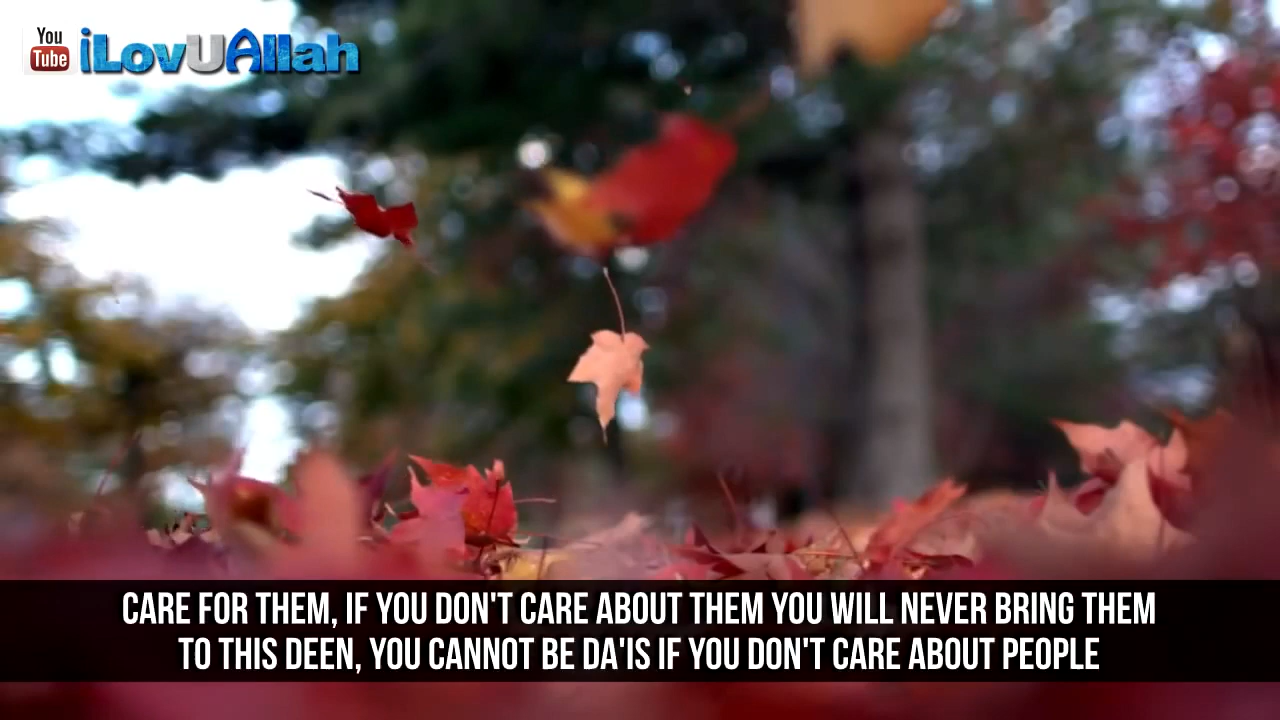 You
Tube
iLovUAllah
CARE FOR THEM, IF YOU DON'T CARE ABOUT THEM YOU WILL NEVER BRING THEM
TO THIS DEEN, YOU CANNOT BE DA'IS IF YOU DON'T CARE ABOUT PEOPLE